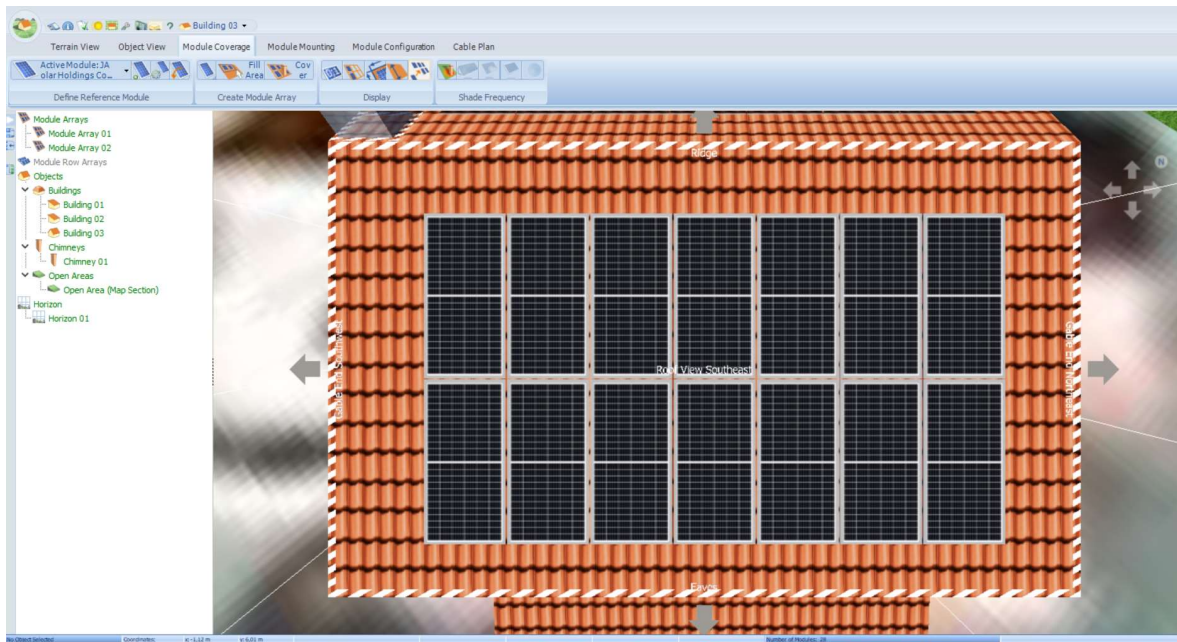 Building 03
Terrain View Object View Module Coverage Module Mounting Module Configuration Cable Plan
Active Module: JA
olar Holdings Co...
Fill
Area
Cov
er
Define Reference Module Create Module Array Display Shade Frequency
Module Arrays
Module Array 01
Module Array 02
Module Row Arrays
Objects
Buildings
Building 01
Building 02
Building 03
Chimneys
Chimney 01
Open Areas
Open Area (Map Section)
Horizon
Horizon 01
Ridge
N
Gable End Southwest
Roof View Southeast
Gable End Northeast
Eaves
No Object Selected Coordinates: x: -1.12 m y: 6.01 m Number of Modules: 28